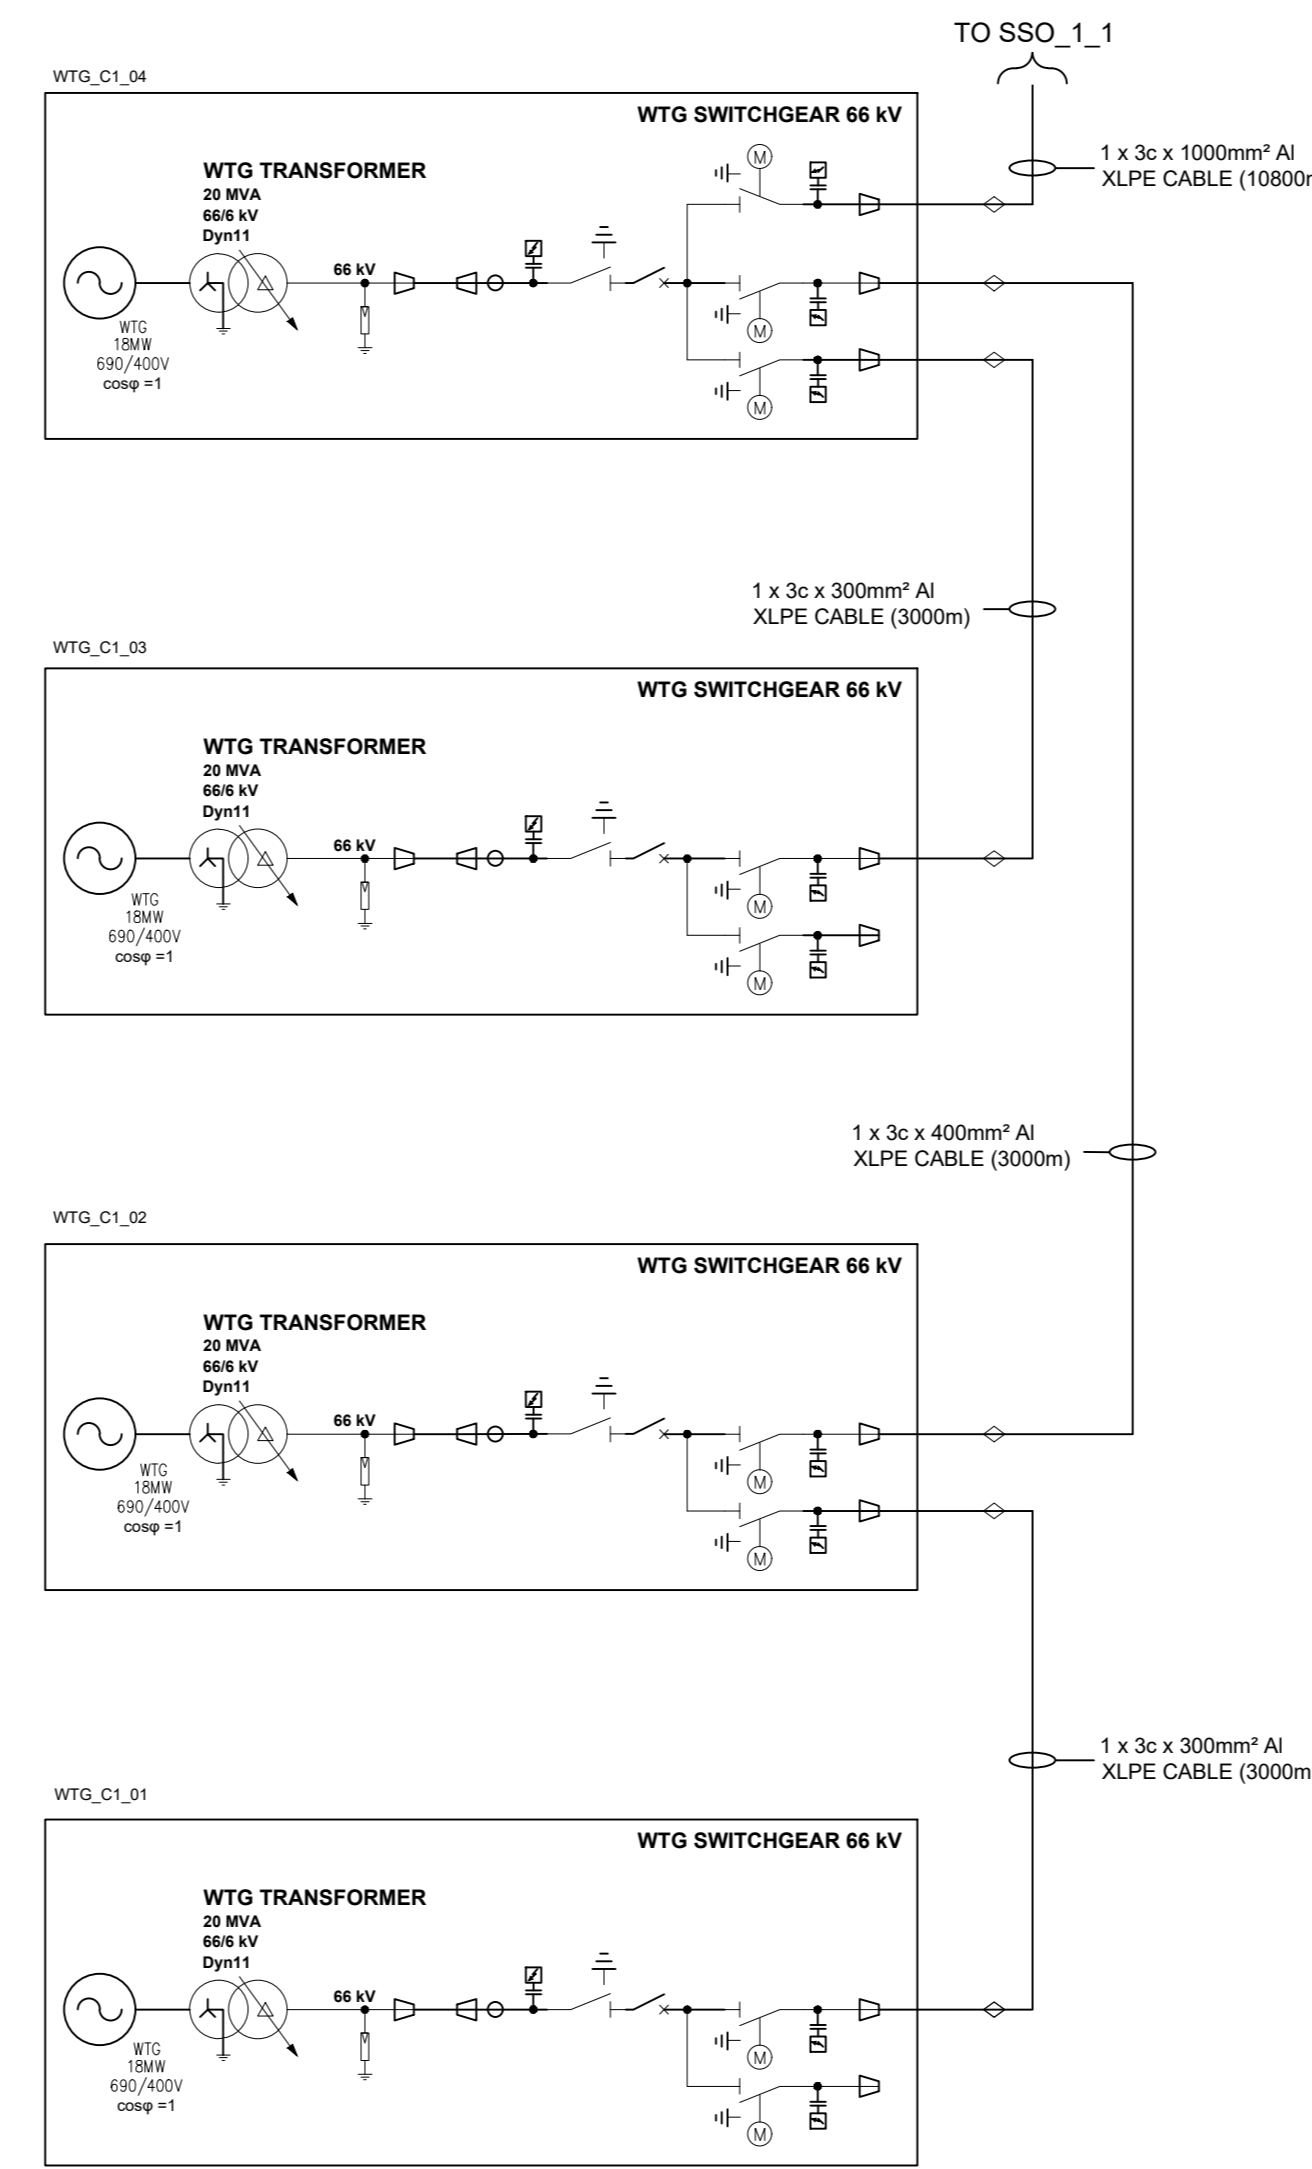 TO SSO_1_1
WTG_C1_04
WTG SWITCHGEAR 66 kV
1 x 3c x 1000mm² Al
XLPE CABLE (10800
WTG TRANSFORMER
20 MVA
66/6 kV
Dyn11
M
66 kV
WTG
18MW
690/400V
cosφ =1
M
M
1 x 3c x 300mm² Al
XLPE CABLE (3000m)
WTG_C1_03
WTG SWITCHGEAR 66 kV
WTG TRANSFORMER
20 MVA
66/6 kV
Dyn11
66 kV
WTG
18MW
690/400V
cosφ =1
M
M
1 x 3c x 400mm² Al
XLPE CABLE (3000m)
WTG_C1_02
WTG SWITCHGEAR 66 kV
WTG TRANSFORMER
20 MVA
66/6 kV
Dyn11
66 kV
WTG
18MW
690/400V
cosφ =1
M
M
1 x 3c x 300mm² Al
XLPE CABLE (3000m
WTG_C1_01
WTG SWITCHGEAR 66 kV
WTG TRANSFORMER
20 MVA
66/6 kV
Dyn11
66 kV
WTG
18MW
690/400V
cosφ =1
M
M